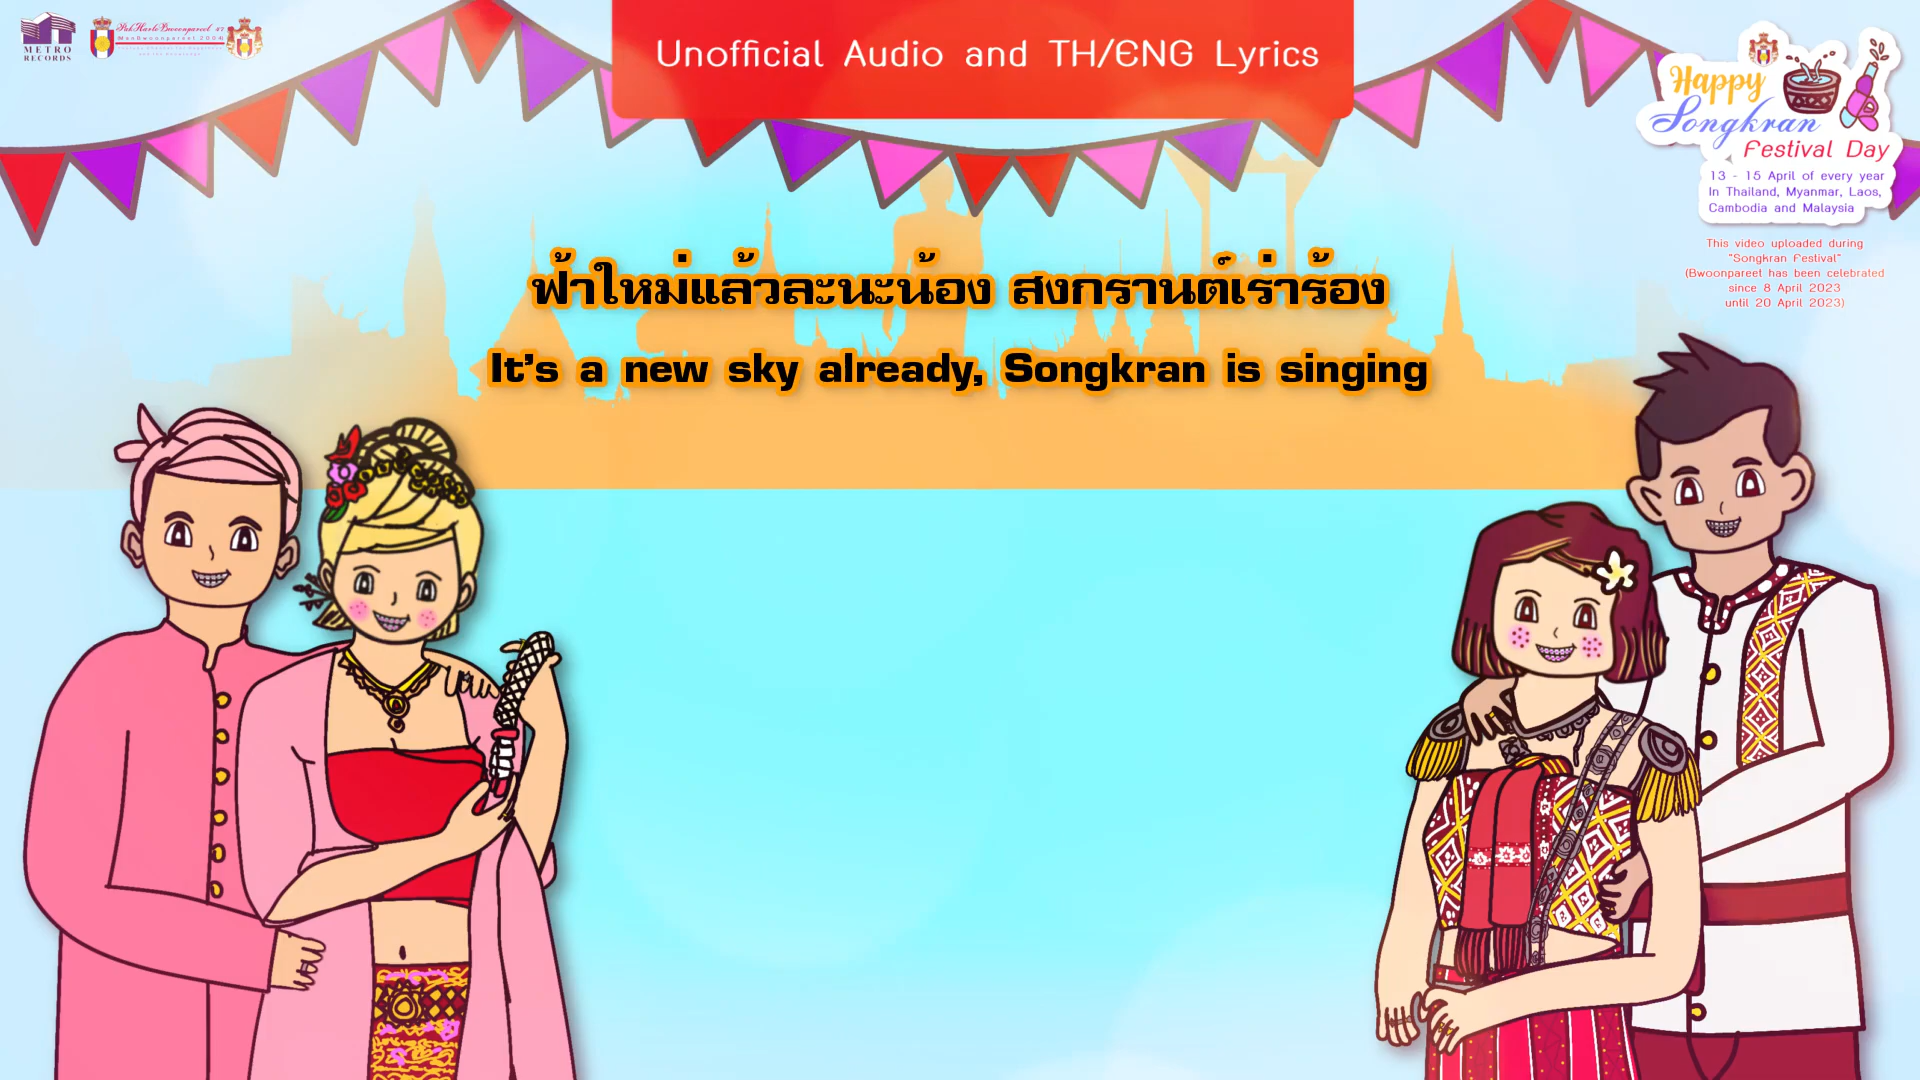 METRO
RECORDS
Unofficial Audio and TH/ENG Lyrics
Happy
Songkran
Festival Day
13 - 15 April of every year
In Thailand, Myanmar, Laos,
Cambodia and Malaysia
This video uploaded during
"Songkran Festival"
(Bwoonpareet has been celebrated
since 8 April 2023
until 20 April 2023)
ฟ้าใหม่แล้วละนะน้อง สงกรานต์เร่าร้อง
It's a new sky already, Songkran is singing